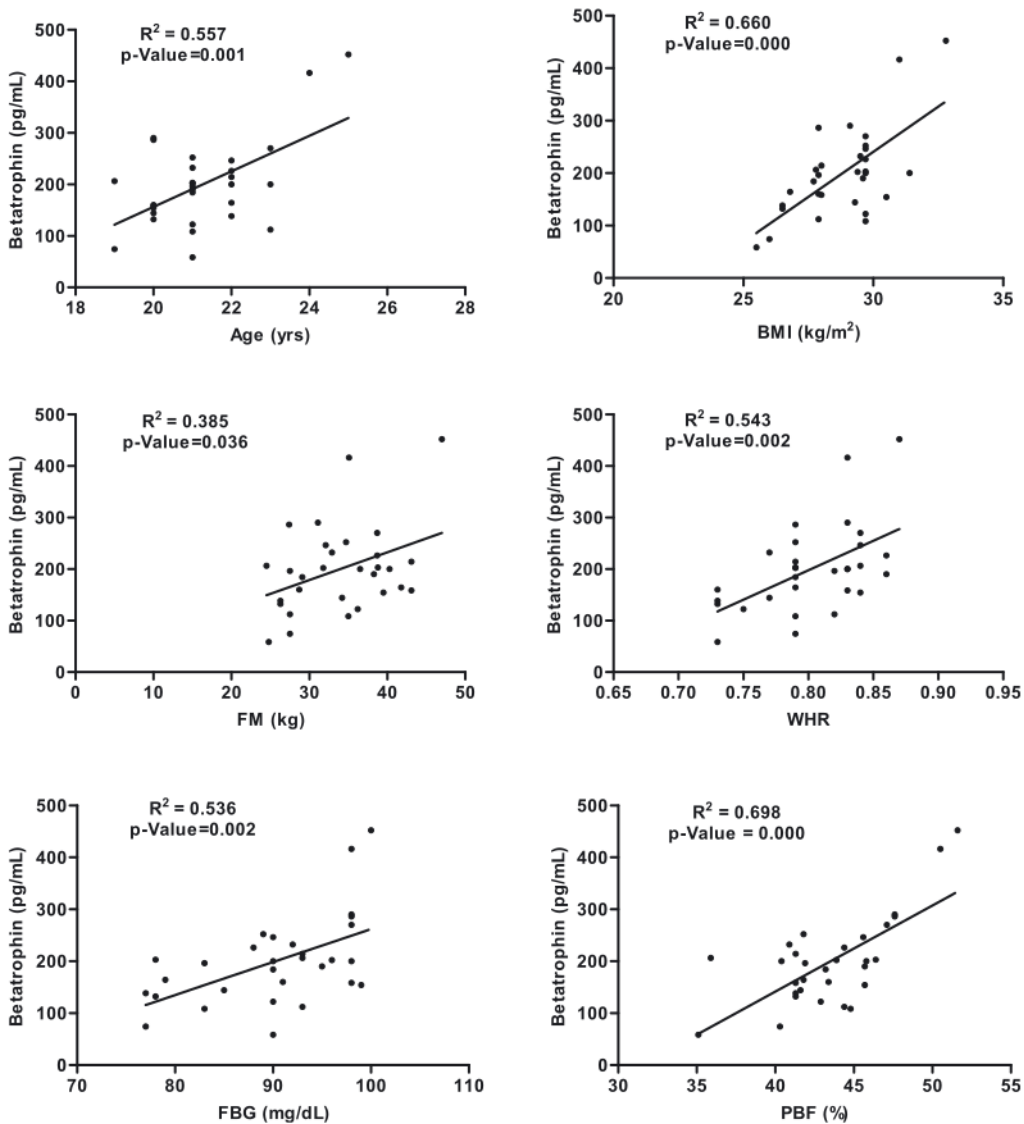 R² = 0.557
p-Value=0.001
500
400
300
200
100
0
Betatrophin (pg/mL)
18 20 22 24 26 28
Age (yrs)
R² = 0.660
p-Value=0.000
500
400
300
200
100
0
Betatrophin (pg/mL)
20 25 30 35
BMI (kg/m²)
R² = 0.385
p-Value=0.036
500
400
300
200
100
0
Betatrophin (pg/mL)
0 10 20 30 40 50
FM (kg)
R² = 0.543
p-Value=0.002
500
400
300
200
100
0
Betatrophin (pg/mL)
0.65 0.70 0.75 0.80 0.85 0.90 0.95
WHR
R² = 0.536
p-Value=0.002
500
400
300
200
100
0
Betatrophin (pg/mL)
70 80 90 100 110
FBG (mg/dL)
R² = 0.698
p-Value = 0.000
500
400
300
200
100
0
Betatrophin (pg/mL)
30 35 40 45 50 55
PBF (%)